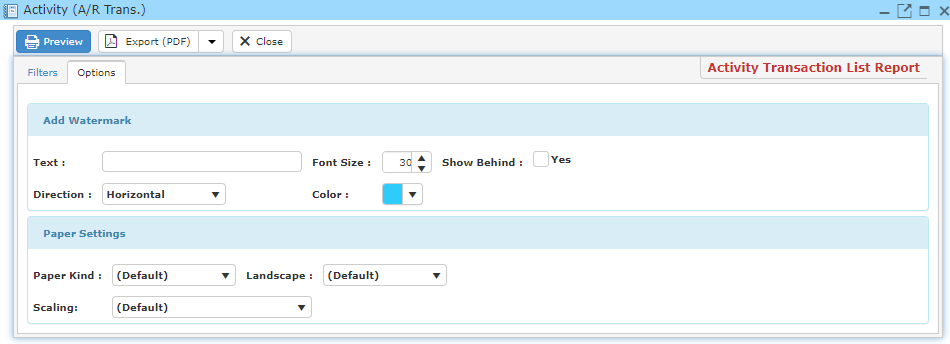 Activity (A/R Trans.)
Preview Export (PDF) Close
Filters Options Activity Transaction List Report
Add Watermark
Text : Font Size : 30 Show Behind : Yes
Direction : Horizontal Color :
Paper Settings
Paper Kind : (Default) Landscape : (Default)
Scaling: (Default)